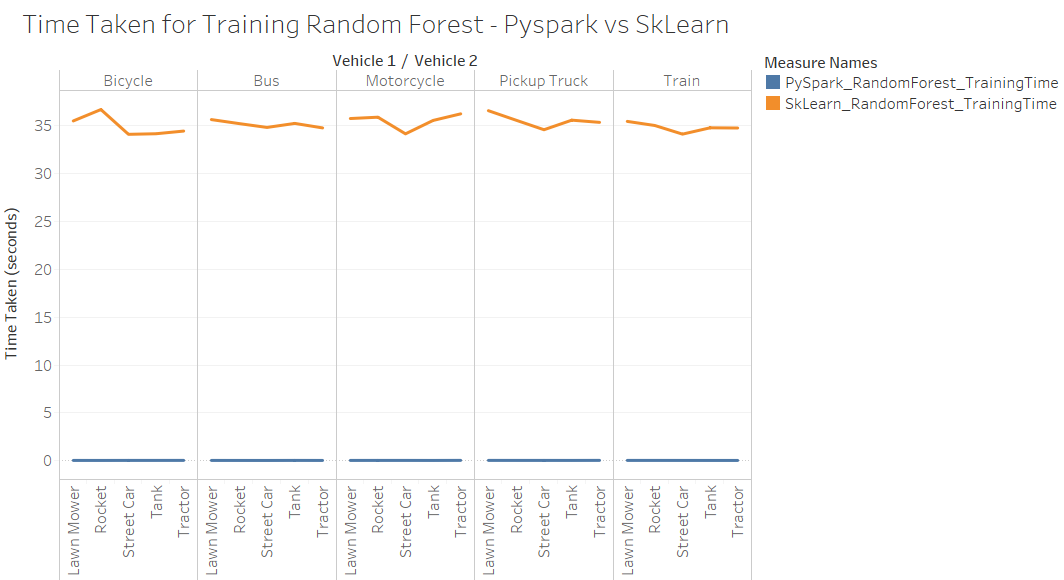 Time Taken for Training Random Forest - Pyspark vs SkLearn
Vehicle 1 / Vehicle 2
Bicycle Bus Motorcycle Pickup Truck Train
Measure Names
PySpark_RandomForest_TrainingTime
SkLearn_RandomForest_TrainingTime
Time Taken (seconds)
35
30
25
20
15
10
5
0
Lawn Mower Rocket Street Car Tank Tractor Lawn Mower Rocket Street Car Tank Tractor Lawn Mower Rocket Street Car Tank Tractor Lawn Mower Rocket Street Car Tank Tractor Lawn Mower Rocket Street Car Tank Tractor